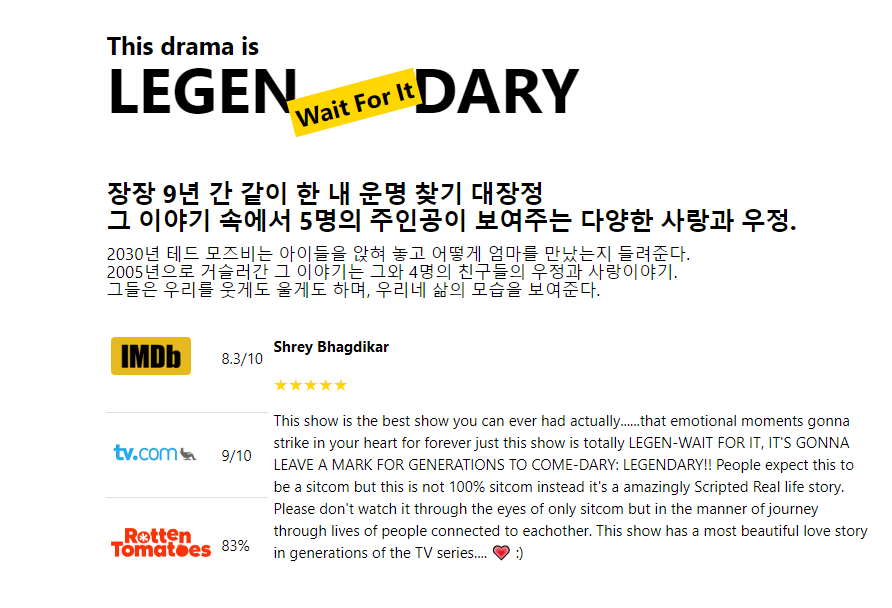 This drama is
LEGEN Wait For It DARY
장장 9년 간 같이 한 내 운명 찾기 대장정
그 이야기 속에서 5명의 주인공이 보여주는 다양한 사랑과 우정.
2030년 테드 모즈비는 아이들을 앉혀 놓고 어떻게 엄마를 만났는지 들려준다.
2005년으로 거슬러간 그 이야기는 그와 4명의 친구들의 우정과 사랑이야기.
그들은 우리를 웃게도 울게도 하며, 우리네 삶의 모습을 보여준다.
IMDb 8.3/10
tv.com 9/10
Rotten
Tomatoes 83%
Shrey Bhagdikar
★★★★★
This show is the best show you can ever had actually......that emotional moments gonna
strike in your heart for forever just this show is totally LEGEN-WAIT FOR IT, IT'S GONNA
LEAVE A MARK FOR GENERATIONS TO COME-DARY: LEGENDARY!! People expect this to
be a sitcom but this is not 100% sitcom instead it's a amazingly Scripted Real life story.
Please don't watch it through the eyes of only sitcom but in the manner of journey
through lives of people connected to eachother. This show has a most beautiful love story
in generations of the TV series.... 💗 :)